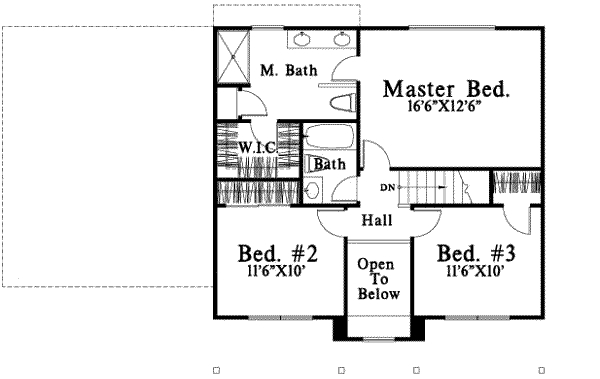 M. Bath
Master Bed.
16'6"X12'6"
W.I.C.
Bath
DN
Hall
Bed. #2
11'6"X10'
Open
To
Below
Bed. #3
11'6"X10'